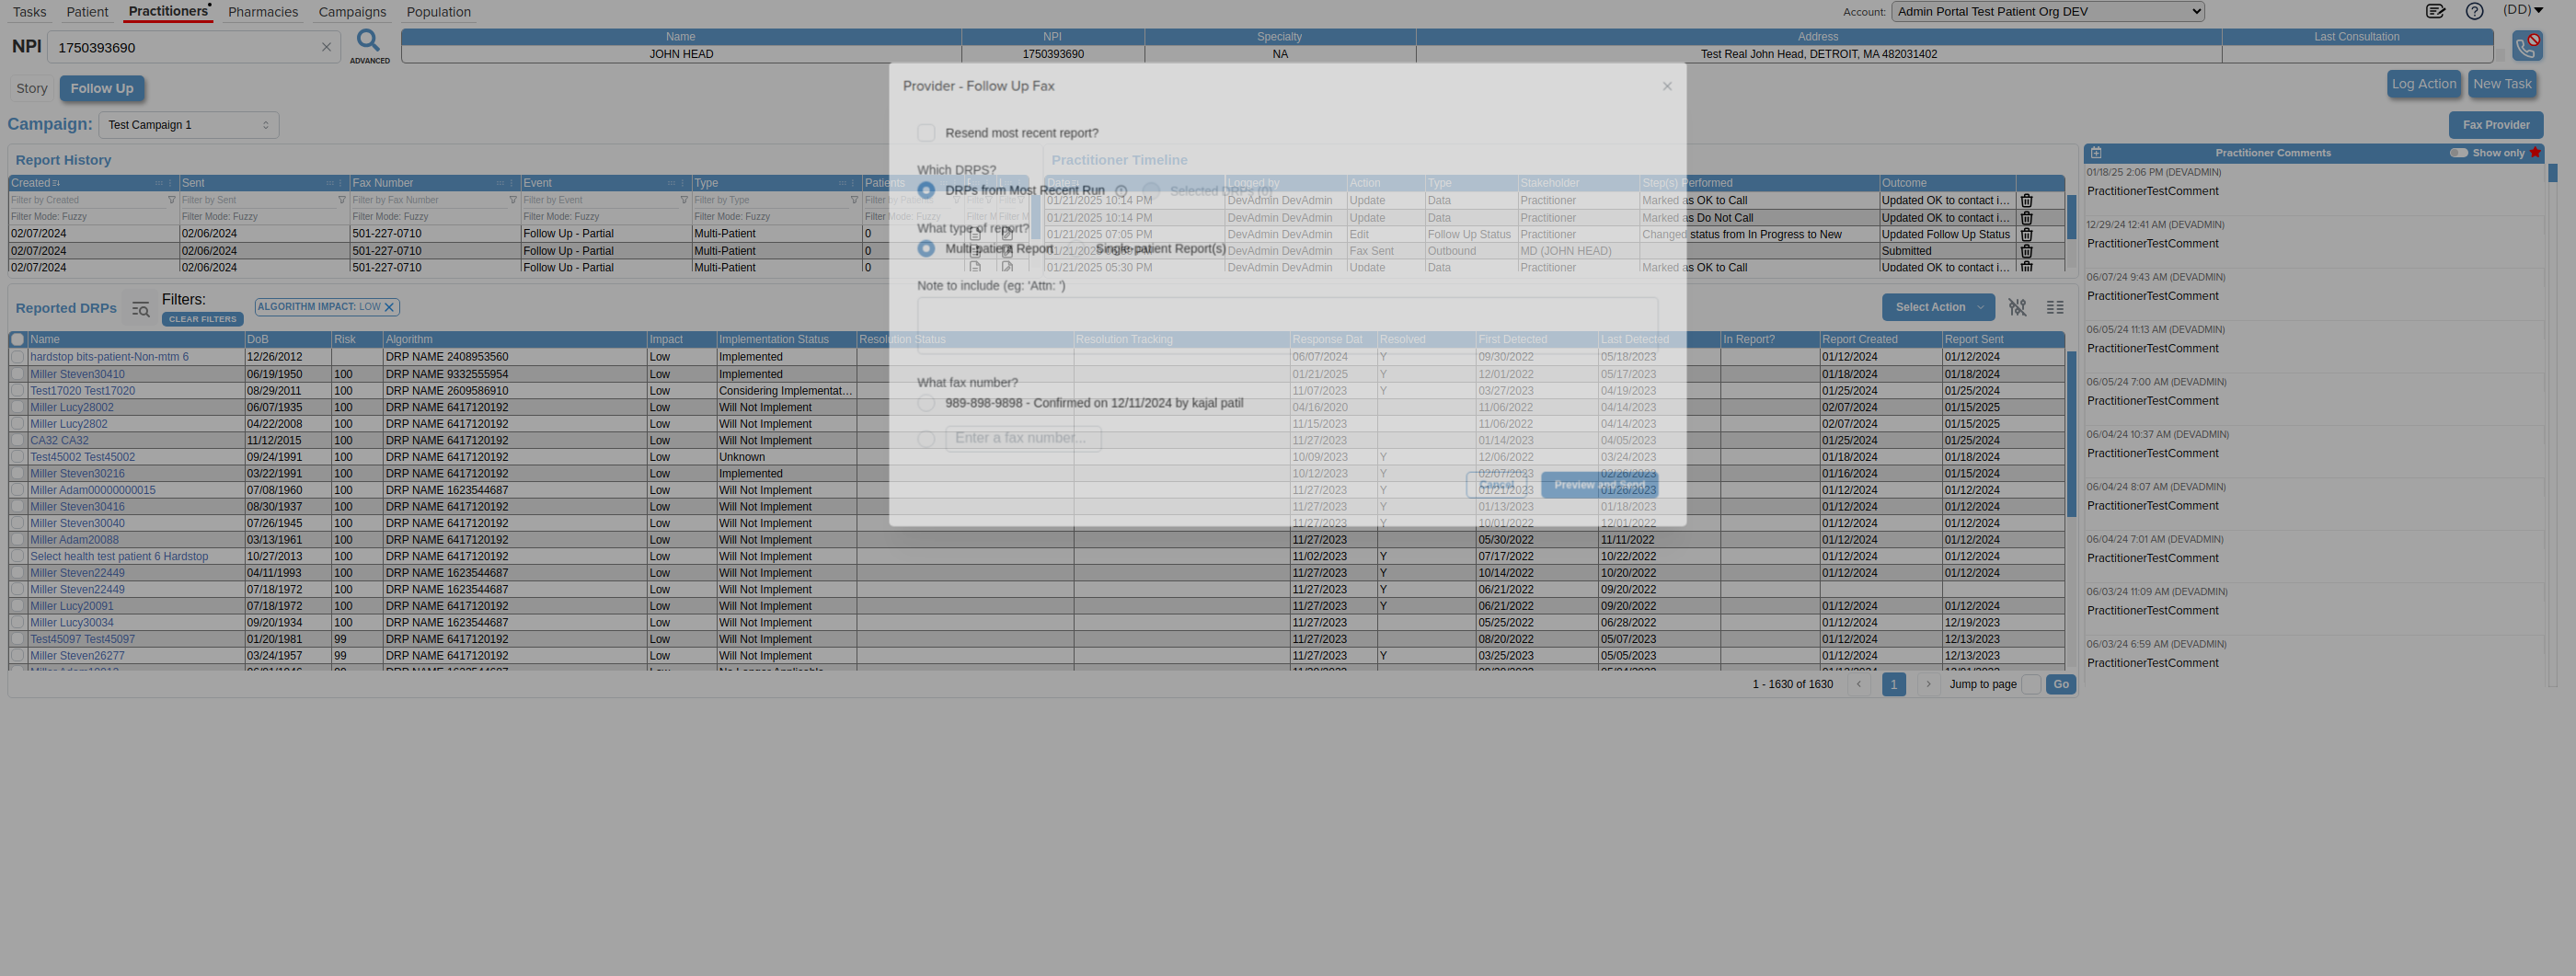 Tasks Patient Practitioners Pharmacies Campaigns Population Account: Admin Portal Test Patient Org DEV (DD)
NPI 1750393690 ADVANCED
Name NPI Specialty Address Last Consultation
JOHN HEAD 1750393690 NA Test Real John Head, DETROIT, MA 482031402
Story Follow Up Log Action New Task
Campaign: Test Campaign 1 Fax Provider
Provider - Follow Up Fax
Resend most recent report?
Which DRPS?
DRPs from Most Recent Run Selected DRPs (0)
What type of report?
Multi-patient Report Single-patient Report(s)
Note to include (eg: 'Attn: ')
What fax number?
989-898-9898 - Confirmed on 12/11/2024 by kajal patil
Enter a fax number...
Cancel Preview and Send
Report History
Created Sent Fax Number Event Type Patients
Filter by Created Filter by Sent Filter by Fax Number Filter by Event Filter by Type
Filter Mode: Fuzzy Filter Mode: Fuzzy Filter Mode: Fuzzy Filter Mode: Fuzzy Filter Mode: Fuzzy Filter Mode: Fuzzy
02/07/2024 02/06/2024 501-227-0710 Follow Up - Partial Multi-Patient 0
02/07/2024 02/06/2024 501-227-0710 Follow Up - Partial Multi-Patient 0
02/07/2024 02/06/2024 501-227-0710 Follow Up - Partial Multi-Patient 0
Practitioner Timeline
Date Logged by Action Type Stakeholder Step(s) Performed Outcome
01/21/2025 10:14 PM DevAdmin DevAdmin Update Data Practitioner Marked as OK to Call Updated OK to contact i...
01/21/2025 10:14 PM DevAdmin DevAdmin Update Data Practitioner Marked as Do Not Call Updated OK to contact i...
01/21/2025 07:05 PM DevAdmin DevAdmin Edit Follow Up Status Practitioner Changed status from In Progress to New Updated Follow Up Status
DevAdmin DevAdmin Fax Sent Outbound MD (JOHN HEAD) Submitted
01/21/2025 05:30 PM DevAdmin DevAdmin Update Data Practitioner Marked as OK to Call Updated OK to contact i...
Reported DRPs Filters: CLEAR FILTERS ALGORITHM IMPACT: LOW Select Action
Name DoB Risk Algorithm Impact Implementation Status Resolution Status Resolution Tracking Response Dat Resolved First Detected Last Detected In Report? Report Created Report Sent
hardstop bits-patient-Non-mtm 6 12/26/2012 DRP NAME 2408953560 Low Implemented 06/07/2024 Y 09/30/2022 05/18/2023 01/12/2024 01/12/2024
Miller Steven30410 06/19/1950 100 DRP NAME 9332555954 Low Implemented 01/21/2025 Y 12/01/2022 05/17/2023 01/18/2024 01/18/2024
Test17020 Test17020 08/29/2011 100 DRP NAME 2609586910 Low Considering Implementat... 11/07/2023 Y 03/27/2023 04/19/2023 01/25/2024 01/25/2024
Miller Lucy28002 06/07/1935 100 DRP NAME 6417120192 Low Will Not Implement 04/16/2020 11/06/2022 04/14/2023 02/07/2024 01/15/2025
Miller Lucy2802 04/22/2008 100 DRP NAME 6417120192 Low Will Not Implement 11/15/2023 11/06/2022 04/14/2023 02/07/2024 01/15/2025
CA32 CA32 11/12/2015 100 DRP NAME 6417120192 Low Will Not Implement 11/27/2023 01/14/2023 04/05/2023 01/25/2024 01/25/2024
Test45002 Test45002 09/24/1991 100 DRP NAME 6417120192 Low Unknown 10/09/2023 Y 12/06/2022 03/24/2023 01/18/2024 01/18/2024
Miller Steven30216 03/22/1991 100 DRP NAME 6417120192 Low Implemented 10/12/2023 Y 02/07/2023 02/26/2023 01/16/2024 01/15/2024
Miller Adam00000000015 07/08/1960 100 DRP NAME 1623544687 Low Will Not Implement 11/27/2023 Y 01/21/2023 01/26/2023 01/12/2024 01/12/2024
Miller Steven30416 08/30/1937 100 DRP NAME 6417120192 Low Will Not Implement 11/27/2023 Y 01/13/2023 01/18/2023 01/12/2024 01/12/2024
Miller Steven30040 07/26/1945 100 DRP NAME 6417120192 Low Will Not Implement 11/27/2023 Y 10/01/2022 12/01/2022 01/12/2024 01/12/2024
Miller Adam20088 03/13/1961 100 DRP NAME 6417120192 Low Will Not Implement 11/27/2023 05/30/2022 11/11/2022 01/12/2024 01/12/2024
Select health test patient 6 Hardstop 10/27/2013 100 DRP NAME 6417120192 Low Will Not Implement 11/02/2023 Y 07/17/2022 10/22/2022 01/12/2024 01/12/2024
Miller Steven22449 04/11/1993 100 DRP NAME 1623544687 Low Will Not Implement 11/27/2023 Y 10/14/2022 10/20/2022 01/12/2024 01/12/2024
Miller Steven22449 07/18/1972 100 DRP NAME 1623544687 Low Will Not Implement 11/27/2023 Y 06/21/2022 09/20/2022
Miller Lucy20091 07/18/1972 100 DRP NAME 6417120192 Low Will Not Implement 11/27/2023 Y 06/21/2022 09/20/2022 01/12/2024 01/12/2024
Miller Lucy30034 09/20/1934 100 DRP NAME 1623544687 Low Will Not Implement 11/27/2023 05/25/2022 06/28/2022 01/12/2024 12/19/2023
Test45097 Test45097 01/20/1981 99 DRP NAME 6417120192 Low Will Not Implement 11/27/2023 08/20/2022 05/07/2023 01/12/2024 12/13/2023
Miller Steven26277 03/24/1957 99 DRP NAME 6417120192 Low Will Not Implement 11/27/2023 Y 03/25/2023 05/05/2023 01/12/2024 12/13/2023
1 - 1630 of 1630 1 Jump to page Go
Practitioner Comments Show only
01/18/25 2:06 PM (DEVADMIN)
PractitionerTestComment
12/29/24 12:41 AM (DEVADMIN)
PractitionerTestComment
06/07/24 9:43 AM (DEVADMIN)
PractitionerTestComment
06/05/24 11:13 AM (DEVADMIN)
PractitionerTestComment
06/05/24 7:00 AM (DEVADMIN)
PractitionerTestComment
06/04/24 10:37 AM (DEVADMIN)
PractitionerTestComment
06/04/24 8:07 AM (DEVADMIN)
PractitionerTestComment
06/04/24 7:01 AM (DEVADMIN)
PractitionerTestComment
06/03/24 11:09 AM (DEVADMIN)
PractitionerTestComment
06/03/24 6:59 AM (DEVADMIN)
PractitionerTestComment